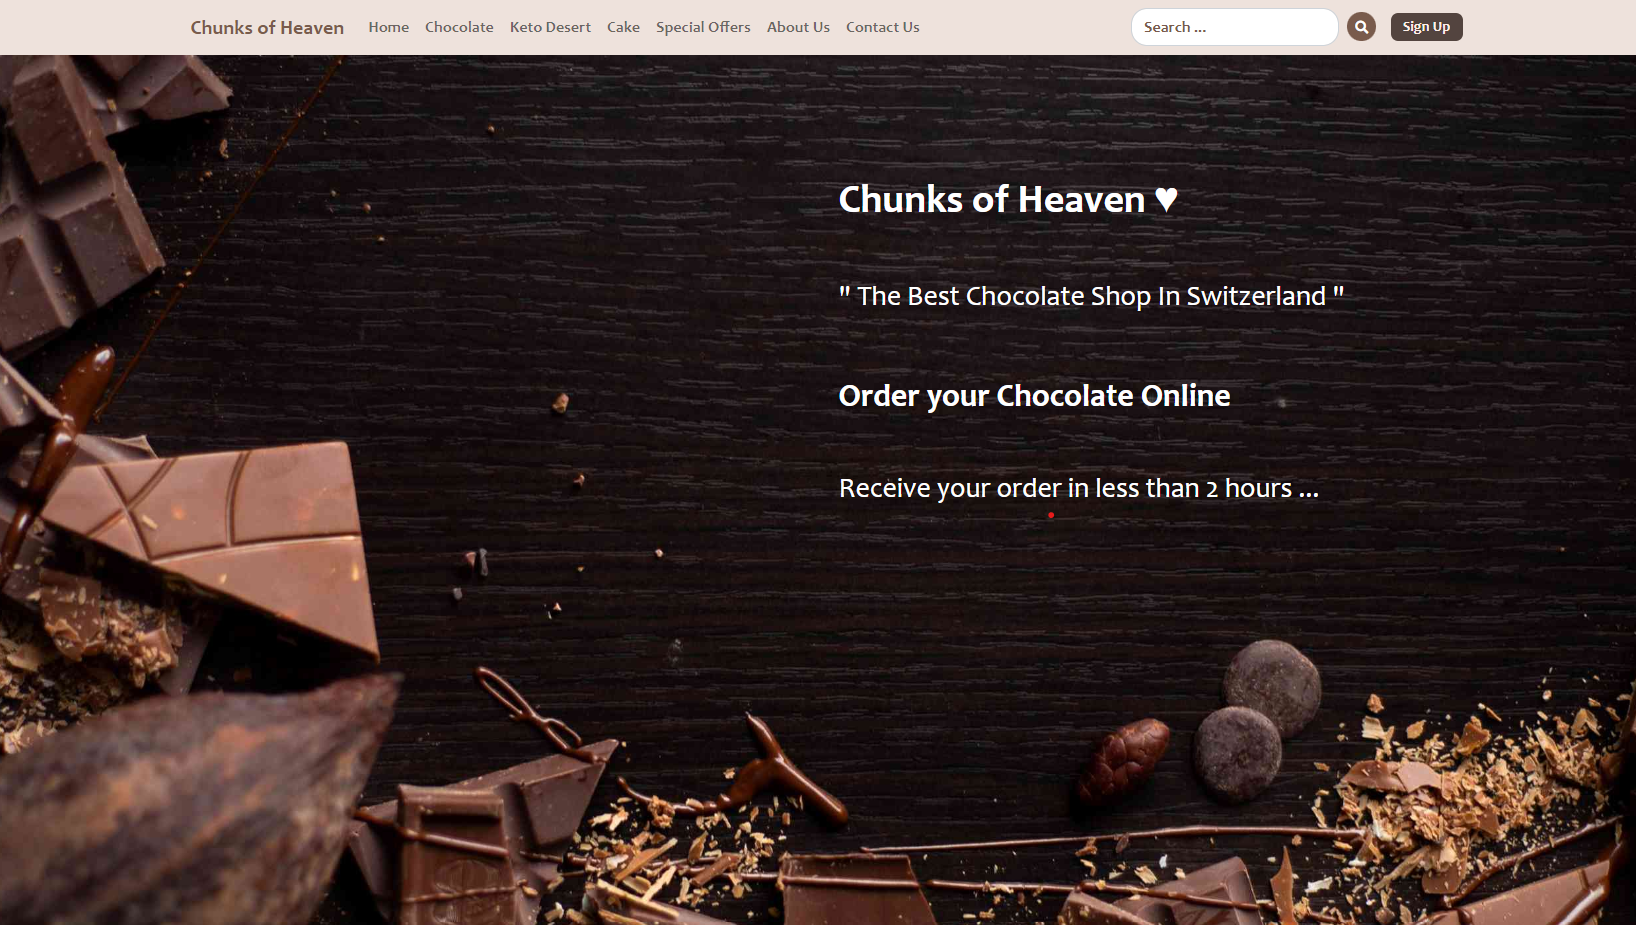 Chunks of Heaven Home Chocolate Keto Desert Cake Special Offers About Us Contact Us Search ... Sign Up
Chunks of Heaven ♥
" The Best Chocolate Shop In Switzerland "
Order your Chocolate Online
Receive your order in less than 2 hours ...